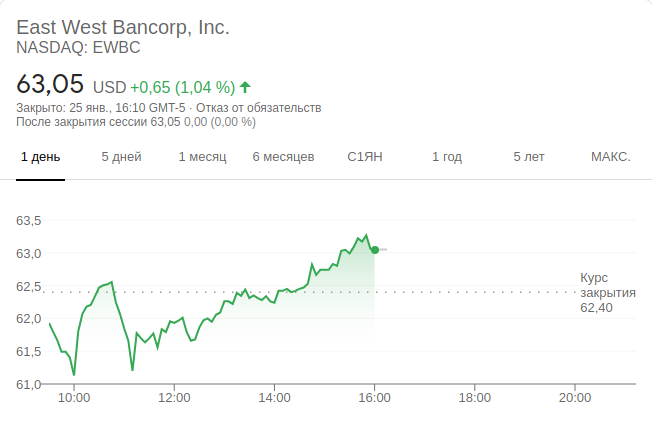 East West Bancorp, Inc.
NASDAQ: EWBC
63,05 USD +0,65 (1,04 %)
Закрыто: 25 янв., 16:10 GMT-5 · Отказ от обязательств
После закрытия сессии 63,05 0,00 (0,00 %)
1 день 5 дней 1 месяц 6 месяцев С1ЯН 1 год 5 лет МАКС.
63,5
63,0
62,5
62,0
61,5
61,0
Курс
закрытия
62,40
10:00 12:00 14:00 16:00 18:00 20:00